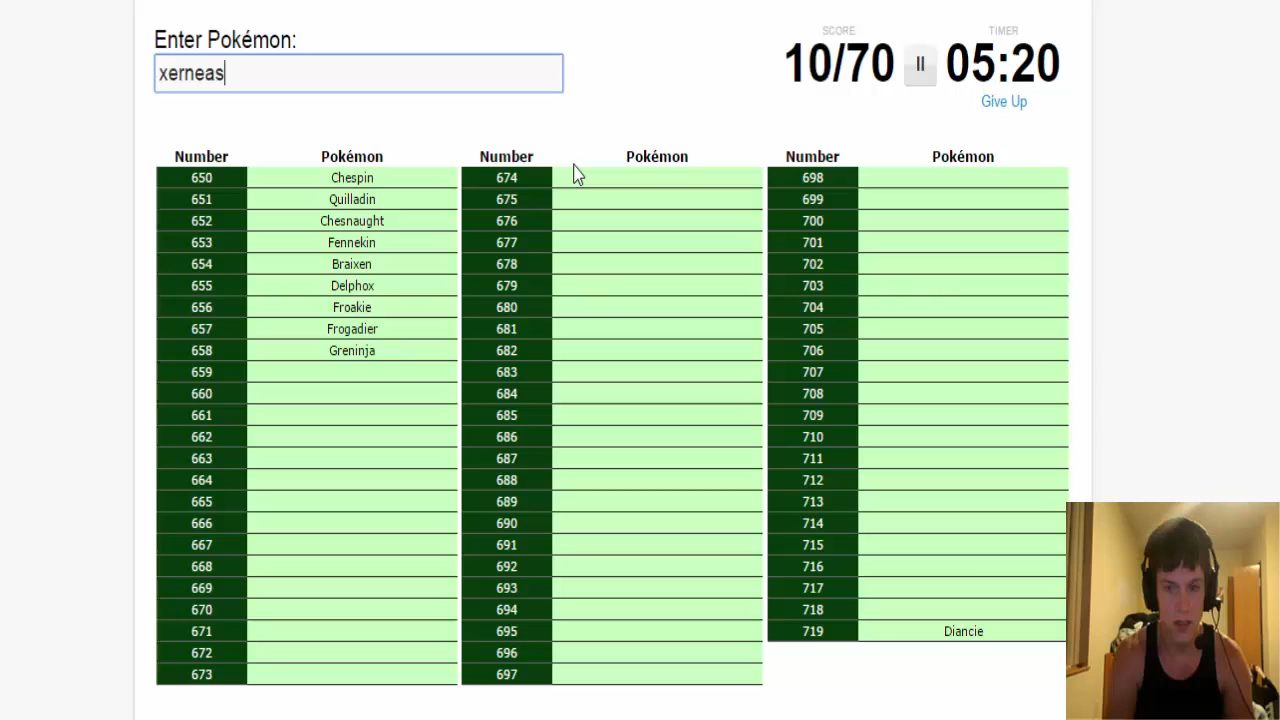 Enter Pokémon:
xerneas
SCORE
10/70
TIMER
05:20
Give Up
Number Pokémon Number Pokémon Number Pokémon
650 Chespin 674 698
651 Quilladin 675 699
652 Chesnaught 676 700
653 Fennekin 677 701
654 Braixen 678 702
655 Delphox 679 703
656 Froakie 680 704
657 Frogadier 681 705
658 Greninja 682 706
659 683 707
660 684 708
661 685 709
662 686 710
663 687 711
664 688 712
665 689 713
666 690 714
667 691 715
668 692 716
669 693 717
670 694 718
671 695 719 Diancie
672 696
673 697